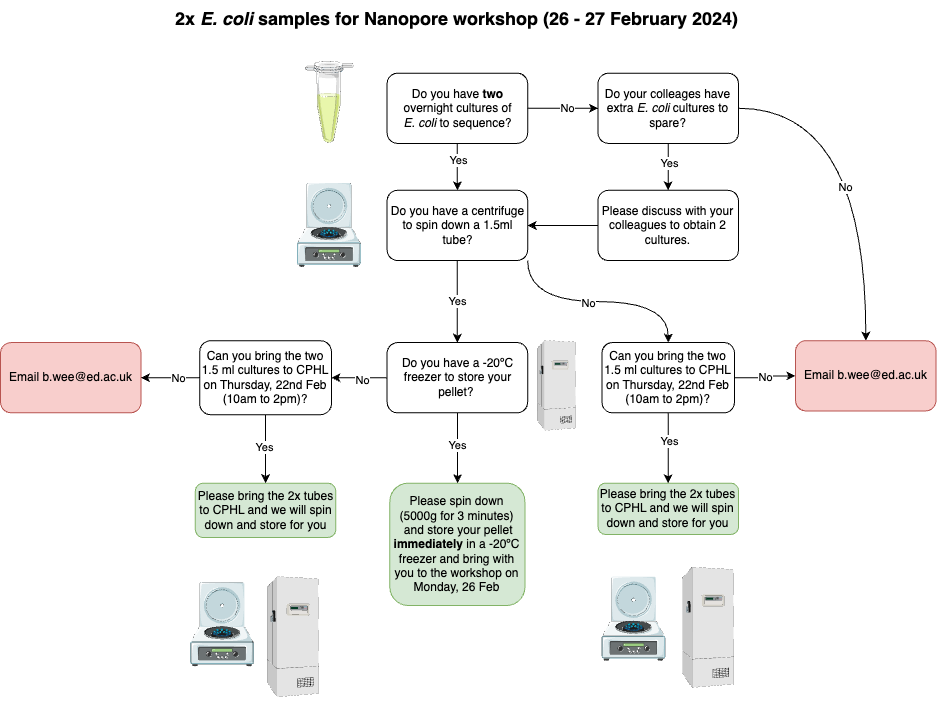 2x E. coli samples for Nanopore workshop (26 - 27 February 2024)
Do you have two
overnight cultures of
E. coli to sequence?
No
Do your colleages have
extra E. coli cultures to
spare?
Yes
Yes
No
Do you have a centrifuge
to spin down a 1.5ml
tube?
Please discuss with your
colleagues to obtain 2
cultures.
Yes
No
Email b.wee@ed.ac.uk
No
Can you bring the two
1.5 ml cultures to CPHL
on Thursday, 22nd Feb
(10am to 2pm)?
No
Do you have a -20°C
freezer to store your
pellet?
Can you bring the two
1.5 ml cultures to CPHL
on Thursday, 22nd Feb
(10am to 2pm)?
No
Email b.wee@ed.ac.uk
Yes
Yes
Yes
Please bring the 2x tubes
to CPHL and we will spin
down and store for you
Please spin down
(5000g for 3 minutes)
and store your pellet
immediately in a -20°C
freezer and bring with
you to the workshop on
Monday, 26 Feb
Please bring the 2x tubes
to CPHL and we will spin
down and store for you